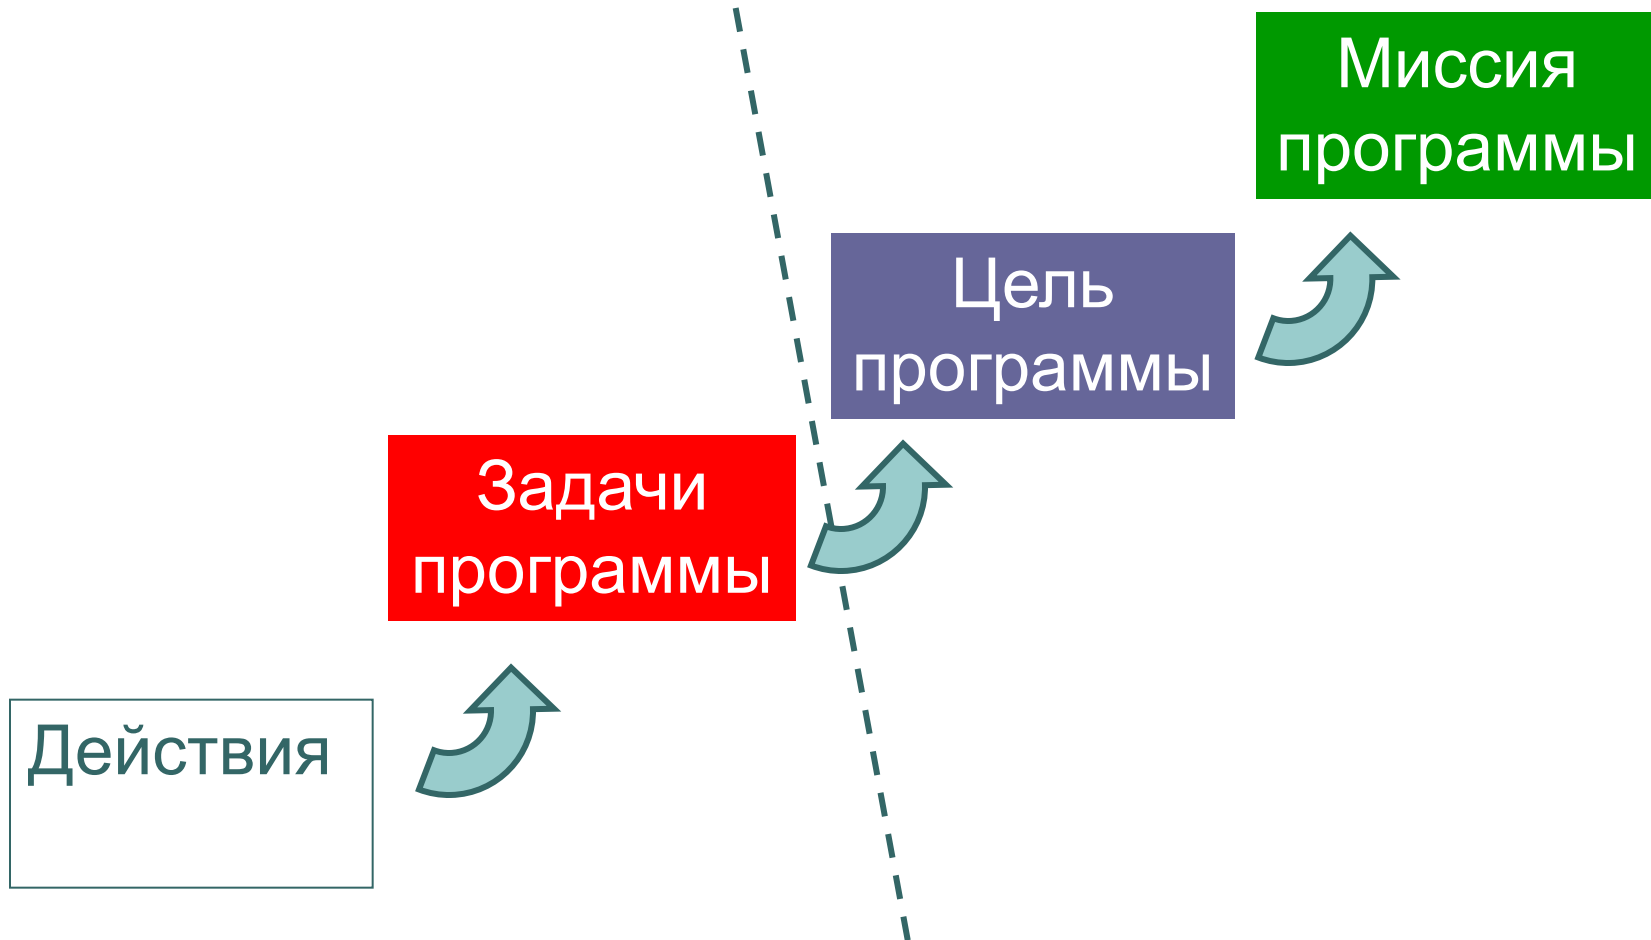 Миссия
программы
Цель
программы
Задачи
программы
Действия